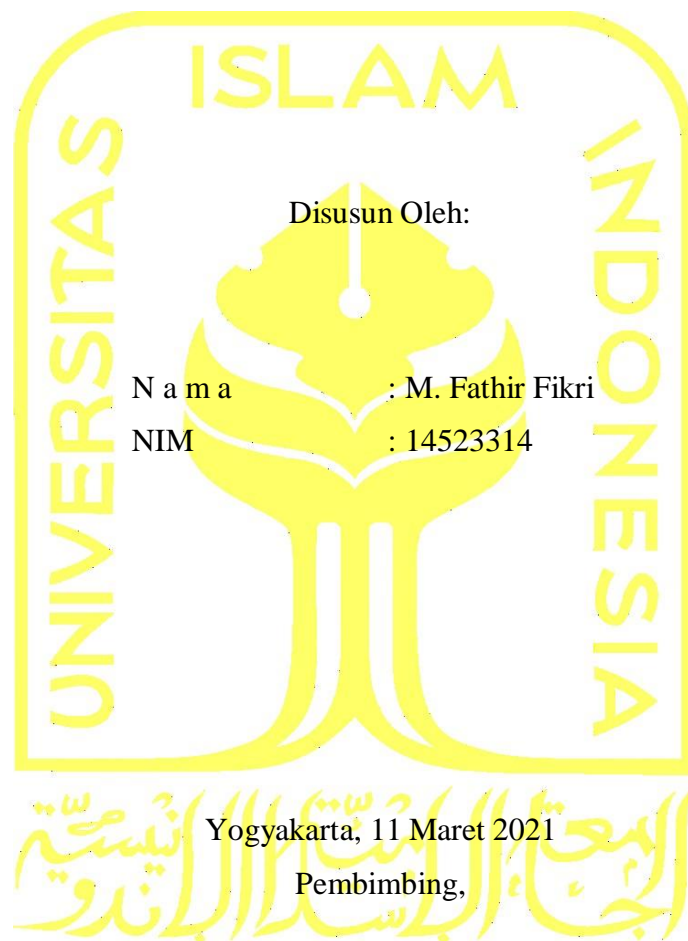 ISLAM
UNIVERSITAS
INDONESIA
Disusun Oleh:
N a m a : M. Fathir Fikri
NIM : 14523314
Yogyakarta, 11 Maret 2021
Pembimbing,